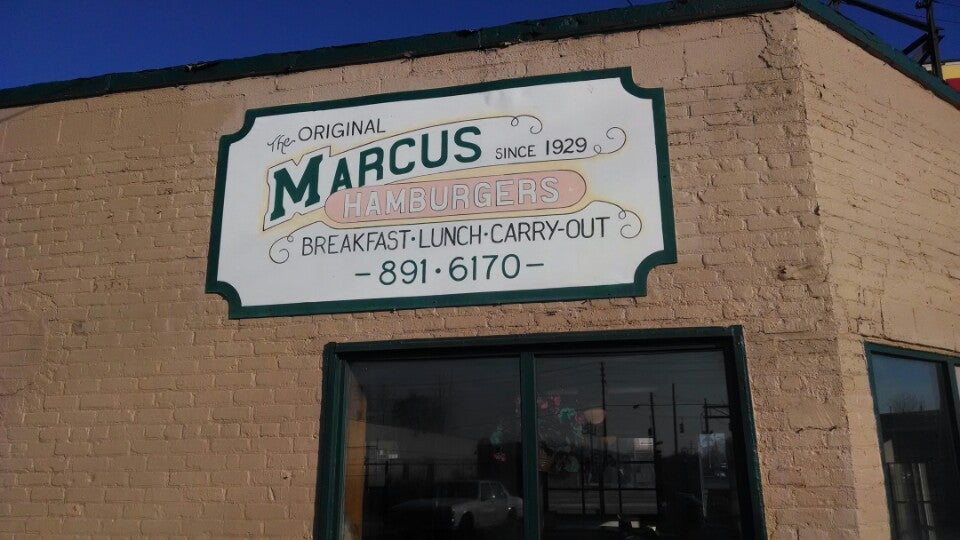 The ORIGINAL
MARCUS SINCE 1929
HAMBURGERS
BREAKFAST·LUNCH·CARRY-OUT
-891·6170-